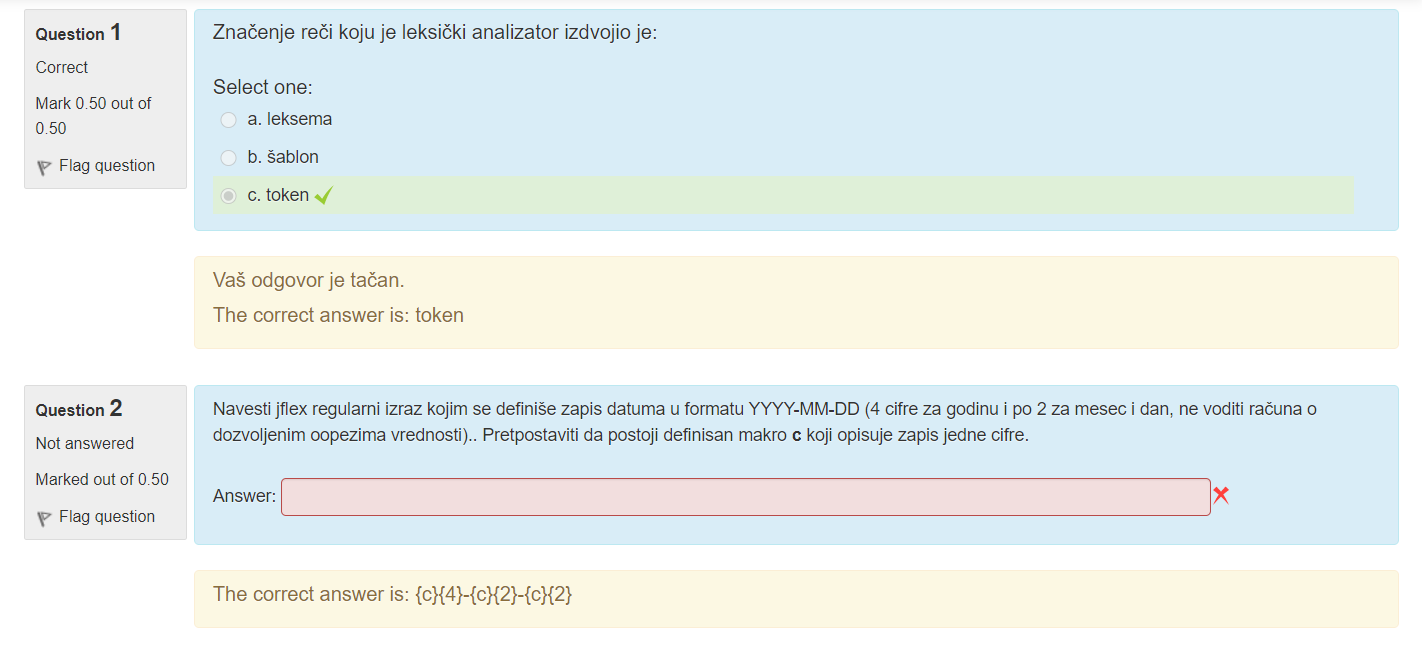 Question 1
Correct
Mark 0.50 out of
0.50
Flag question
Značenje reči koju je leksički analizator izdvojio je:
Select one:
a. leksema
b. šablon
c. token
Vaš odgovor je tačan.
The correct answer is: token
Question 2
Not answered
Marked out of 0.50
Flag question
Navesti jflex regularni izraz kojim se definiše zapis datuma u formatu YYYY-MM-DD (4 cifre za godinu i po 2 za mesec i dan, ne voditi računa o
dozvoljenim oopezima vrednosti).. Pretpostaviti da postoji definisan makro c koji opisuje zapis jedne cifre.
Answer:
The correct answer is: {c}{4}-{c}{2}-{c}{2}